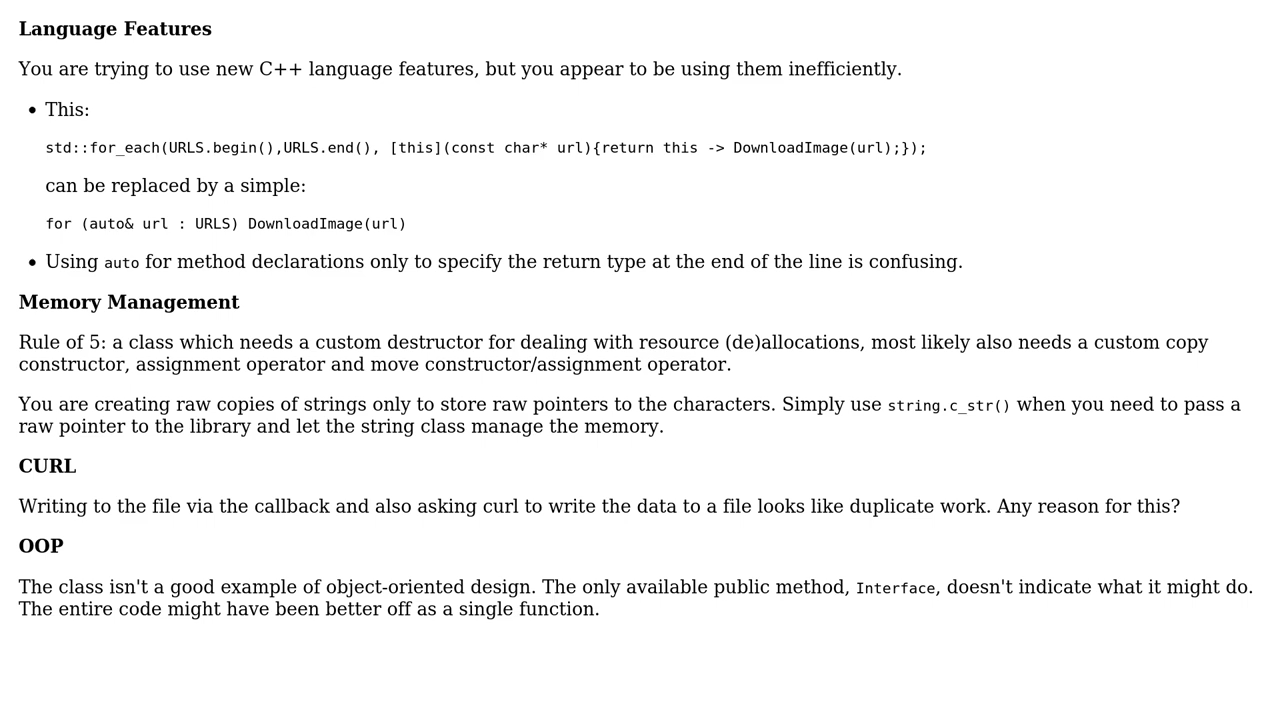 Language Features
You are trying to use new C++ language features, but you appear to be using them inefficiently.
• This:
std::for_each(URLS.begin(),URLS.end(), [this](const char* url){return this -> DownloadImage(url);});
can be replaced by a simple:
for (auto& url : URLS) DownloadImage(url)
• Using auto for method declarations only to specify the return type at the end of the line is confusing.
Memory Management
Rule of 5: a class which needs a custom destructor for dealing with resource (de)allocations, most likely also needs a custom copy
constructor, assignment operator and move constructor/assignment operator.
You are creating raw copies of strings only to store raw pointers to the characters. Simply use string.c_str() when you need to pass a
raw pointer to the library and let the string class manage the memory.
CURL
Writing to the file via the callback and also asking curl to write the data to a file looks like duplicate work. Any reason for this?
OOP
The class isn't a good example of object-oriented design. The only available public method, Interface, doesn't indicate what it might do.
The entire code might have been better off as a single function.